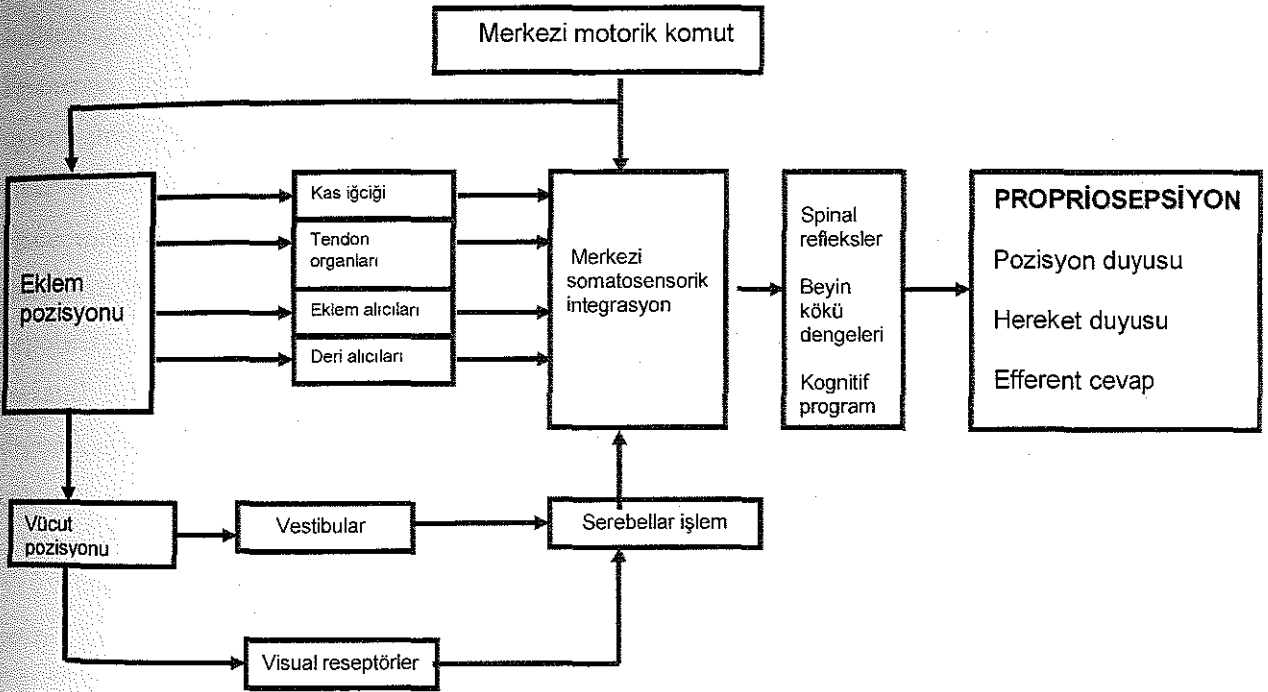 Merkezi motorik komut
Eklem
pozisyonu
Kas iğciği
Tendon
organları
Eklem alıcıları
Deri alıcıları
Merkezi
somatosensorik
integrasyon
Spinal
refleksler
Beyin
kökü
dengeleri
Kognitif
program
PROPRİOSEPSİYON
Pozisyon duyusu
Hereket duyusu
Efferent cevap
Vücut
pozisyonu
Vestibular
Serebellar işlem
Visual reseptörler